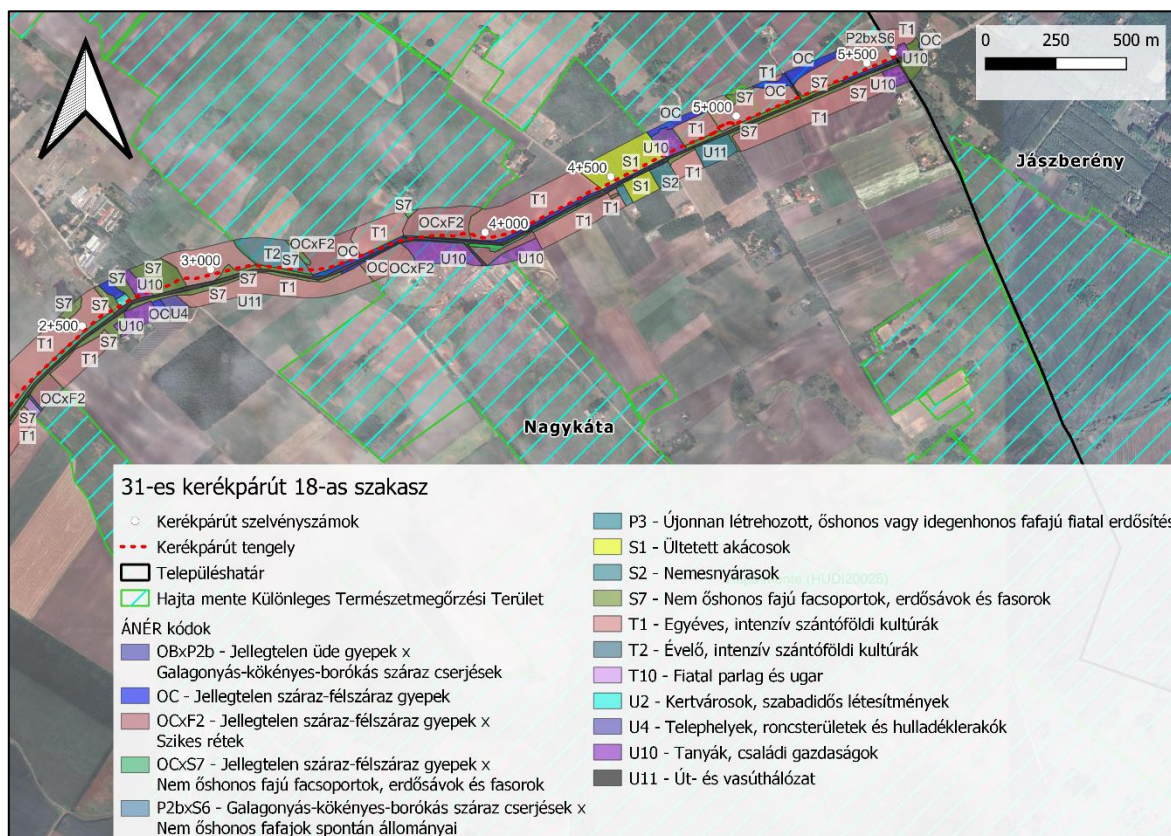 P2bxS6
T1
OC
5+500
U10
0
250
500 m
OC
T1
OC
S7
U10
S7
S7
5+000
OC
T1
S7
T1
Jászberény
U10
T1
U11
4+500
S1
S1
T1
S2
S1
T1
T1
T1
S7
OCxF2
4+000
T1
OCxF2
OC
T2
S7
OC
OCxF2
U10
U10
3+000
S7
T1
S7
S7
U10
S7
U11
S7
S7
U10
OC
U4
2+500
S7
T1
T1
OCxF2
S7
T1
Nagykáta
31-es kerékpárút 18-as szakasz
Kerékpárút szelvényszámok
Kerékpárút tengely
Településhatár
Hajta mente Különleges Természetmegőrzési Terület
ÁNÉR kódok
OBxP2b - Jellegtelen üde gyepek x
Galagonyás-kökényes-borókás száraz cserjések
OC - Jellegtelen száraz-félszáraz gyepek
OCxF2 - Jellegtelen száraz-félszáraz gyepek x
Szikes rétek
OCxS7 - Jellegtelen száraz-félszáraz gyepek x
Nem őshonos fajú facsoportok, erdősávok és fasorok
P2bxS6 - Galagonyás-kökényes-borókás száraz cserjések x
Nem őshonos fafajok spontán állományai
P3 - Újonnan létrehozott, őshonos vagy idegenhonos fafajú fiatal erdősítés
S1 - Ültetett akácosok
S2 - Nemesnyárasok
(HUDI20025)
S7 - Nem őshonos fajú facsoportok, erdősávok és fasorok
T1 - Egyéves, intenzív szántóföldi kultúrák
T2 - Évelő, intenzív szántóföldi kultúrák
T10 - Fiatal parlag és ugar
U2 - Kertvárosok, szabadidős létesítmények
U4 - Telephelyek, roncsterületek és hulladéklerakók
U10 - Tanyák, családi gazdaságok
U11 - Út- és vasúthálózat